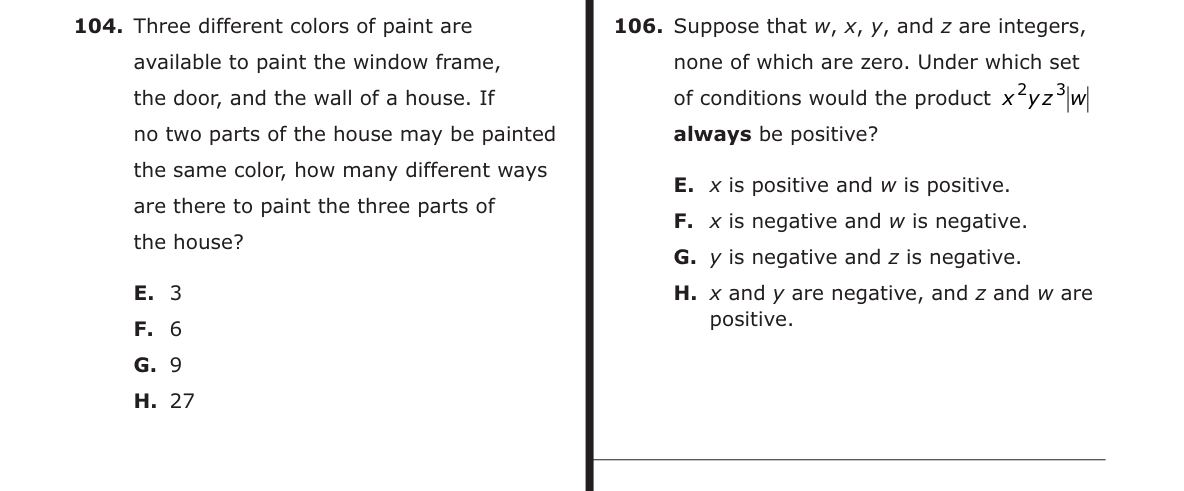 104. Three different colors of paint are
available to paint the window frame,
the door, and the wall of a house. If
no two parts of the house may be painted
the same color, how many different ways
are there to paint the three parts of
the house?
E. 3
F. 6
G. 9
H. 27
106. Suppose that w, x, y, and z are integers,
none of which are zero. Under which set
of conditions would the product x²yz³|w|
always be positive?
E. x is positive and w is positive.
F. x is negative and w is negative.
G. y is negative and z is negative.
H. x and y are negative, and z and w are
positive.